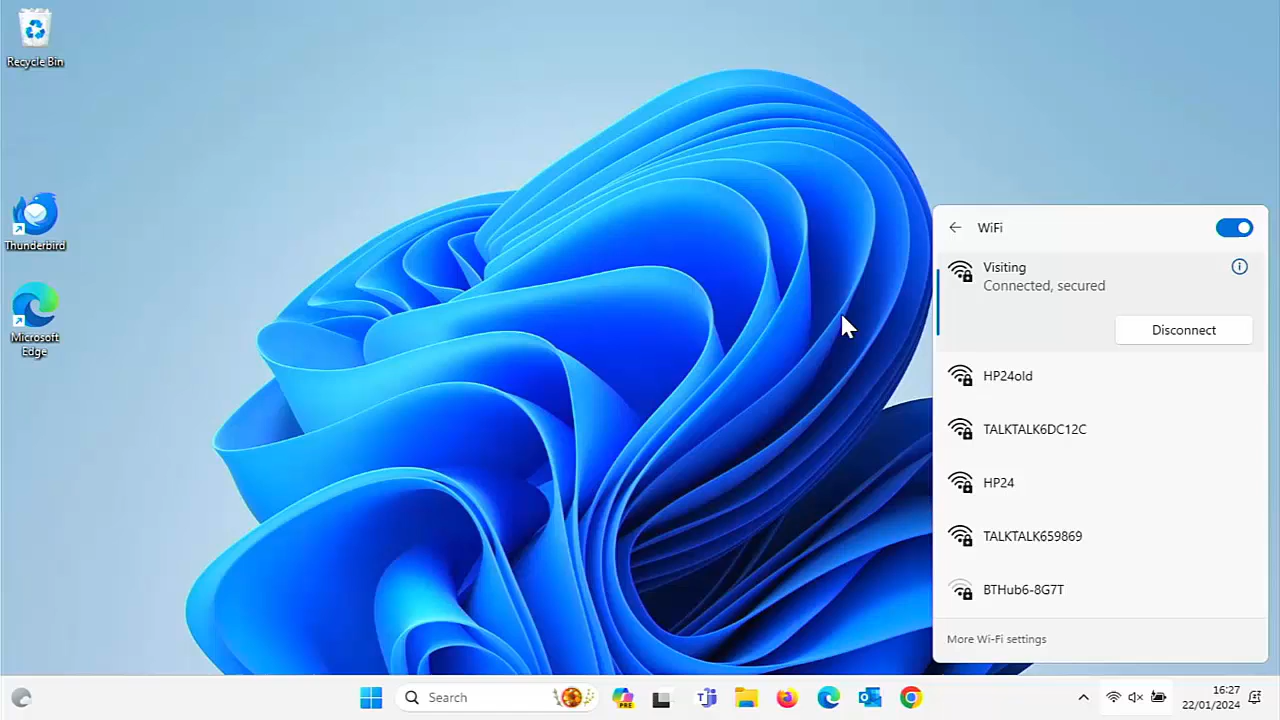 Recycle Bin
Thunderbird
Microsoft
Edge
WiFi
Visiting
Connected, secured
Disconnect
HP24old
TALKTALK6DC12C
HP24
TALKTALK659869
BTHub6-8G7T
More Wi-Fi settings
Search
PRE
16:27
22/01/2024